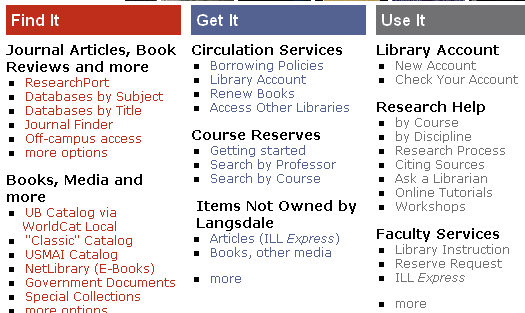 Find It
Journal Articles, Book
Reviews and more
ResearchPort
Databases by Subject
Databases by Title
Journal Finder
Off-campus access
more options
Books, Media and
more
UB Catalog via
WorldCat Local
"Classic" Catalog
USMAI Catalog
NetLibrary (E-Books)
Government Documents
Special Collections
more options
Get It
Circulation Services
Borrowing Policies
Library Account
Renew Books
Access Other Libraries
Course Reserves
Getting started
Search by Professor
Search by Course
Items Not Owned by
Langsdale
Articles (ILL Express)
Books, other media
more
Use It
Library Account
New Account
Check Your Account
Research Help
by Course
by Discipline
Research Process
Citing Sources
Ask a Librarian
Online Tutorials
Workshops
Faculty Services
Library Instruction
Reserve Request
ILL Express
more